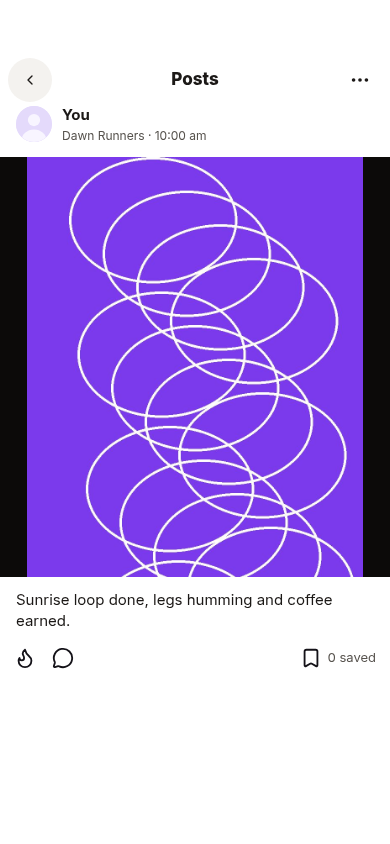 Posts
You
Dawn Runners · 10:00 am
Sunrise loop done, legs humming and coffee
earned.
0 saved